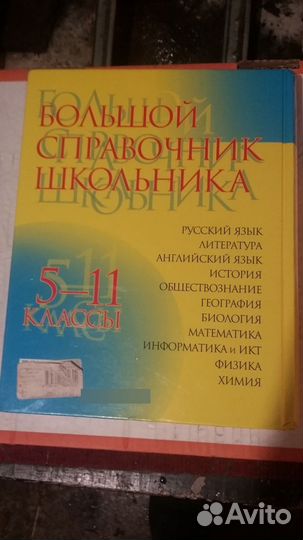 БОЛЬШОЙ
СПРАВОЧНИК
ШКОЛЬНИКА
РУССКИЙ ЯЗЫК
ЛИТЕРАТУРА
АНГЛИЙСКИЙ ЯЗЫК
ИСТОРИЯ
ОБЩЕСТВОЗНАНИЕ
ГЕОГРАФИЯ
БИОЛОГИЯ
МАТЕМАТИКА
ИНФОРМАТИКА и ИКТ
ФИЗИКА
ХИМИЯ
5—11
КЛАССЫ
Avito